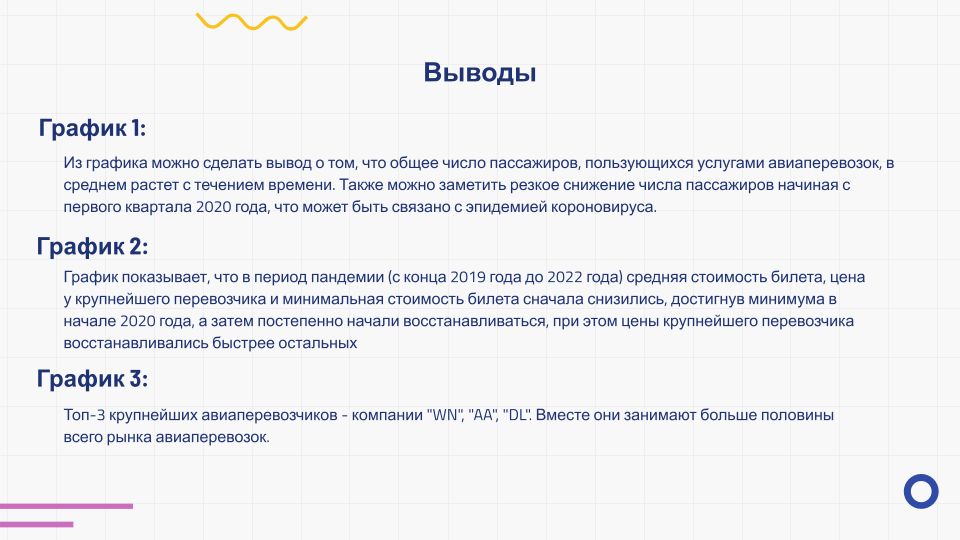 Выводы
График 1:
Из графика можно сделать вывод о том, что общее число пассажиров, пользующихся услугами авиаперевозок, в
среднем растет с течением времени. Также можно заметить резкое снижение числа пассажиров начиная с
первого квартала 2020 года, что может быть связано с эпидемией короновируса.
График 2:
График показывает, что в период пандемии (с конца 2019 года до 2022 года) средняя стоимость билета, цена
у крупнейшего перевозчика и минимальная стоимость билета сначала снизились, достигнув минимума в
начале 2020 года, а затем постепенно начали восстанавливаться, при этом цены крупнейшего перевозчика
восстанавливались быстрее остальных
График 3:
Топ-3 крупнейших авиаперевозчиков - компании "WN", "AA", "DL". Вместе они занимают больше половины
всего рынка авиаперевозок.